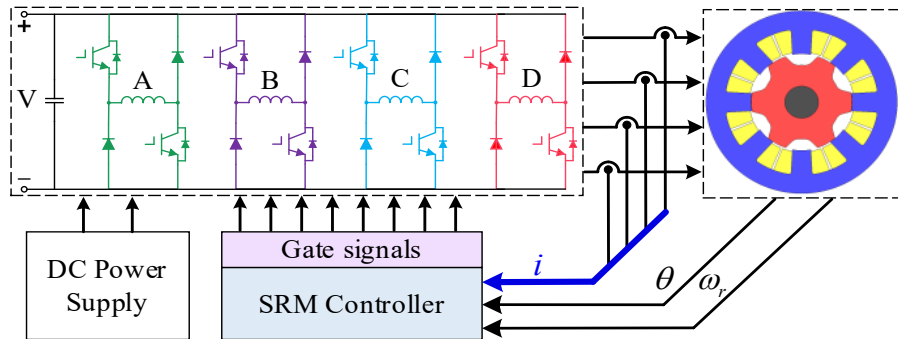 +
V
−
A
B
C
D
DC Power
Supply
Gate signals
SRM Controller
i
θ
ωᵣ